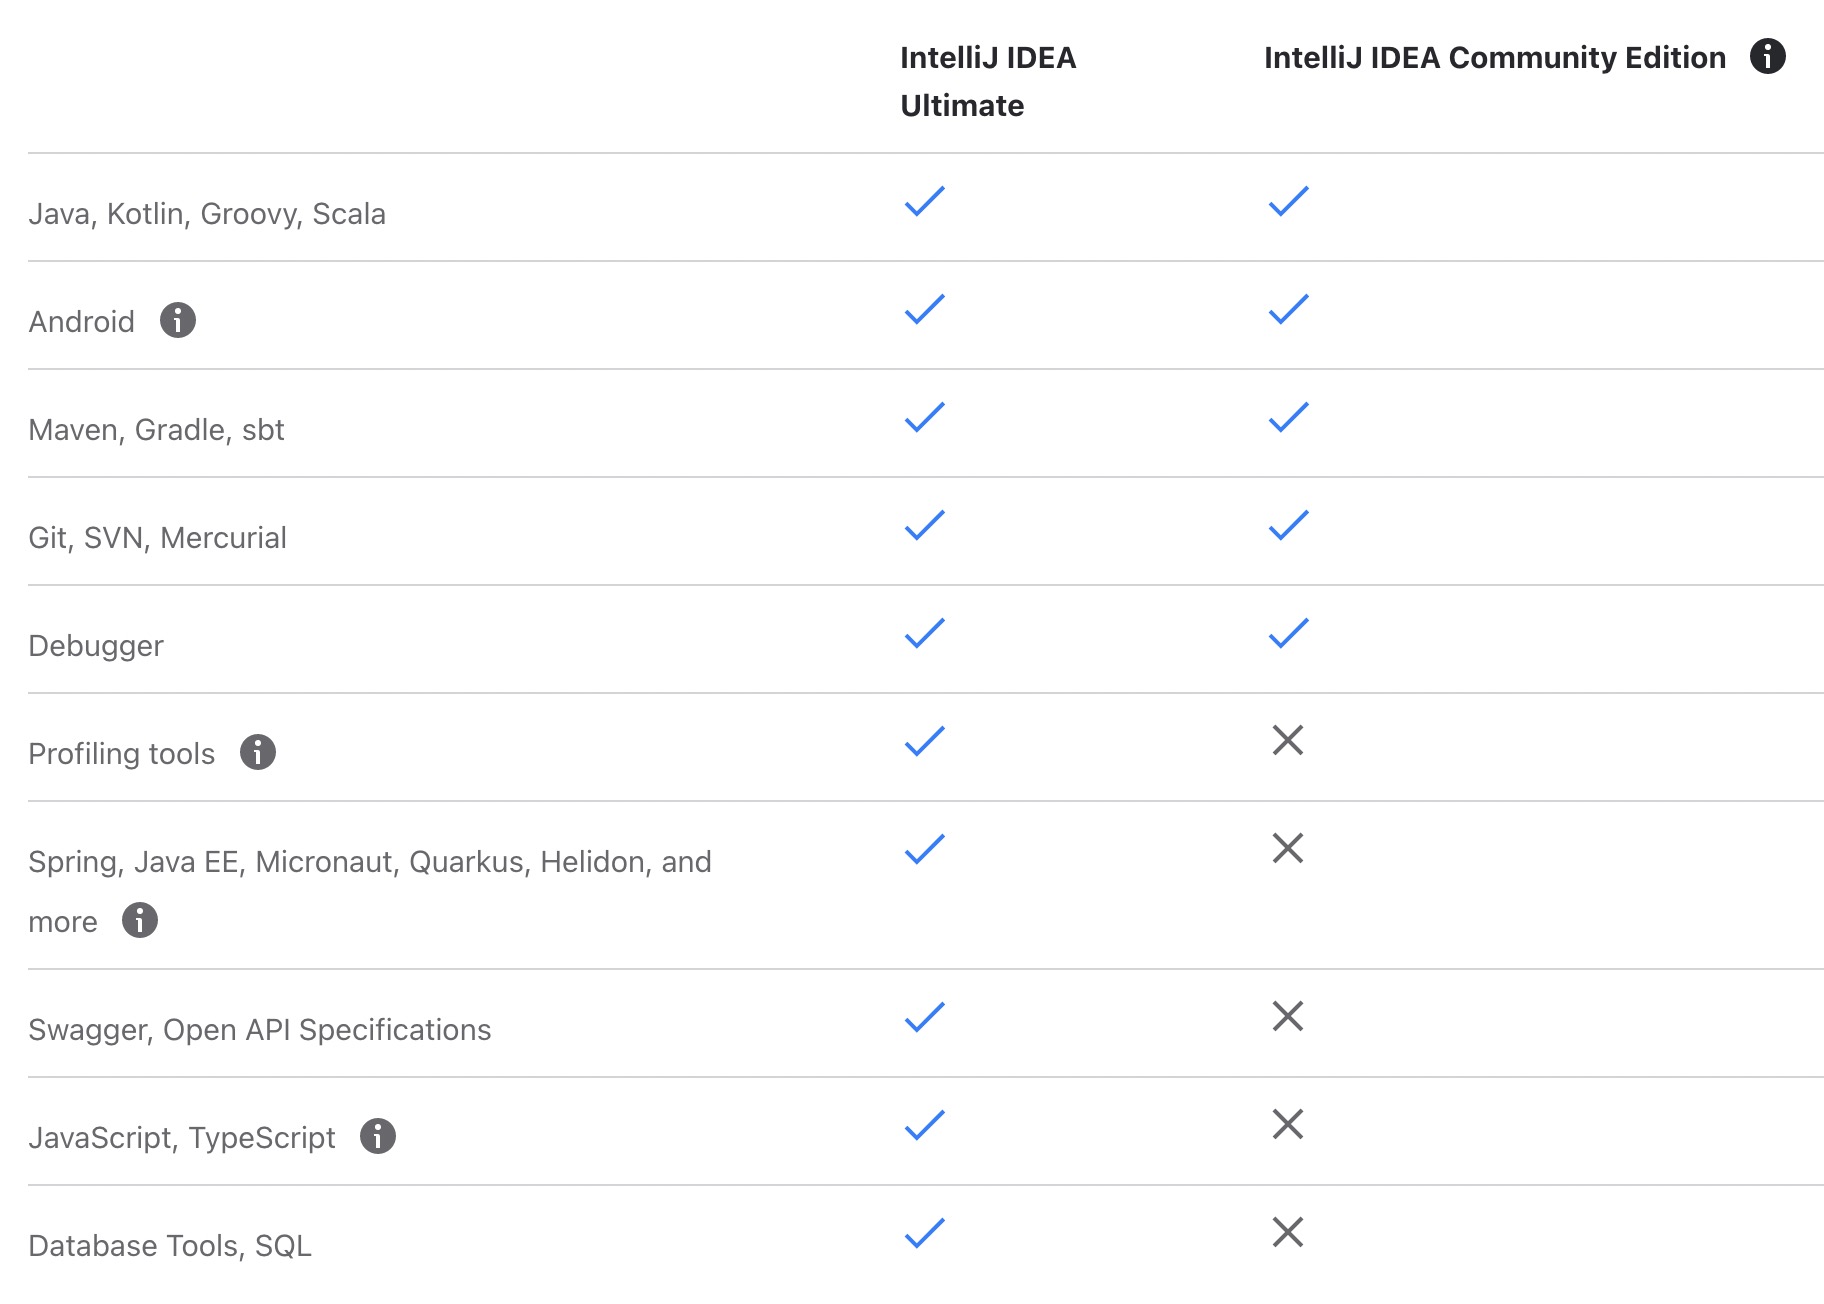 IntelliJ IDEA
Ultimate
IntelliJ IDEA Community Edition
Java, Kotlin, Groovy, Scala
Android
Maven, Gradle, sbt
Git, SVN, Mercurial
Debugger
Profiling tools
Spring, Java EE, Micronaut, Quarkus, Helidon, and
more
Swagger, Open API Specifications
JavaScript, TypeScript
Database Tools, SQL